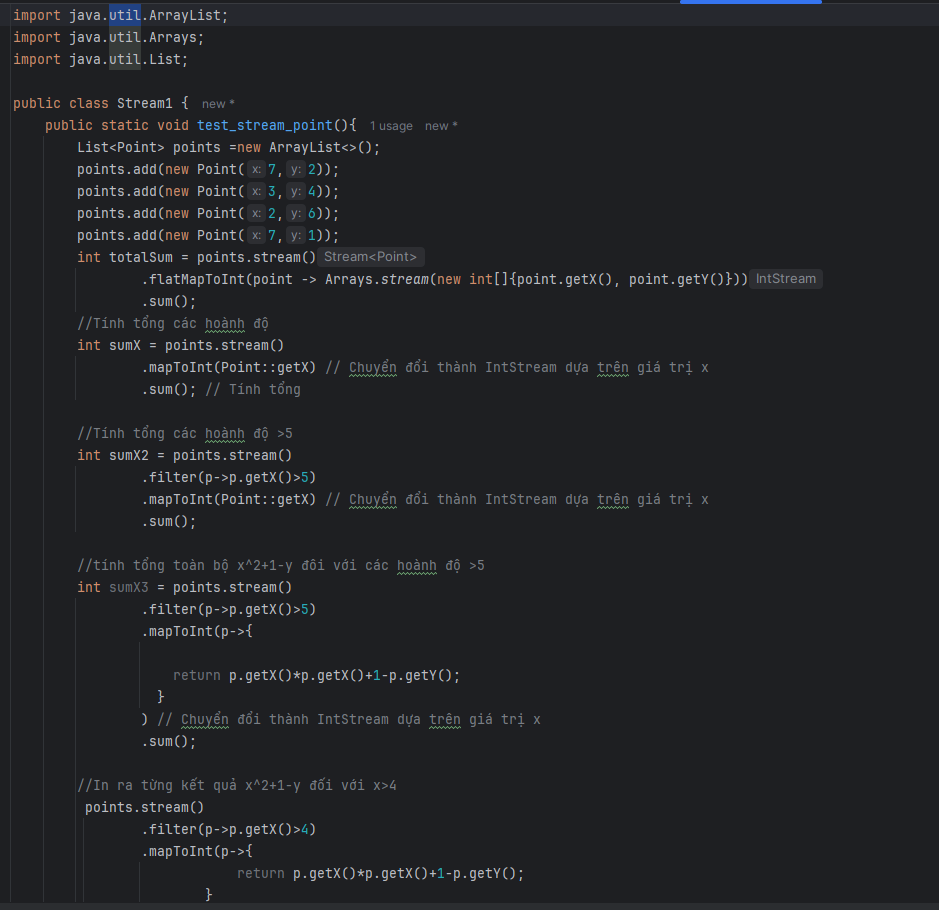 import java.util.ArrayList;
import java.util.Arrays;
import java.util.List;
public class Stream1 { new *
public static void test_stream_point(){ 1 usage new *
List<Point> points =new ArrayList<>();
points.add(new Point( x: 7, y: 2));
points.add(new Point( x: 3, y: 4));
points.add(new Point( x: 2, y: 6));
points.add(new Point( x: 7, y: 1));
int totalSum = points.stream() Stream<Point>
.flatMapToInt(point -> Arrays.stream(new int[]{point.getX(), point.getY()})) IntStream
.sum();
//Tính tổng các hoành độ
int sumX = points.stream()
.mapToInt(Point::getX) // Chuyển đổi thành IntStream dựa trên giá trị x
.sum(); // Tính tổng
//Tính tổng các hoành độ >5
int sumX2 = points.stream()
.filter(p->p.getX()>5)
.mapToInt(Point::getX) // Chuyển đổi thành IntStream dựa trên giá trị x
.sum();
//tính tổng toàn bộ x^2+1-y đôi với các hoành độ >5
int sumX3 = points.stream()
.filter(p->p.getX()>5)
.mapToInt(p->{
return p.getX()*p.getX()+1-p.getY();
}
) // Chuyển đổi thành IntStream dựa trên giá trị x
.sum();
//In ra từng kết quả x^2+1-y đối với x>4
points.stream()
.filter(p->p.getX()>4)
.mapToInt(p->{
return p.getX()*p.getX()+1-p.getY();
}